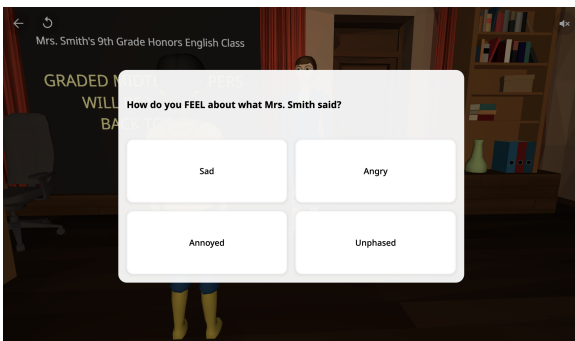 Mrs. Smith's 9th Grade Honors English Class
GRADED
WILL
How do you FEEL about what Mrs. Smith said?
Sad
Angry
Annoyed
Unphased